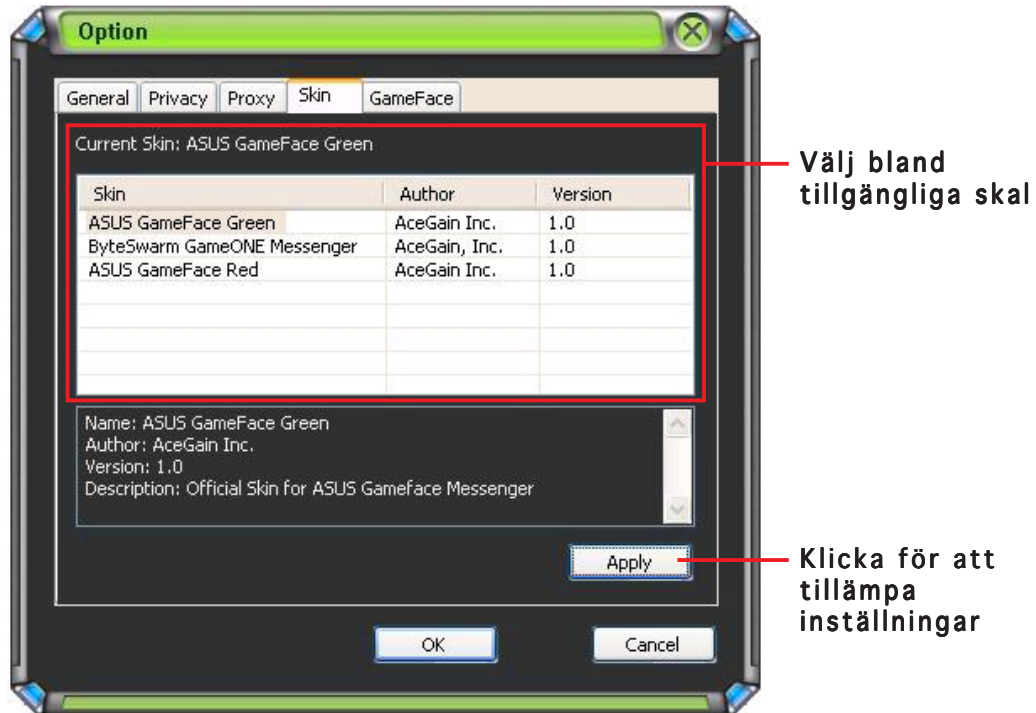 Option
General Privacy Proxy Skin GameFace
Current Skin: ASUS GameFace Green
Skin Author Version
ASUS GameFace Green AceGain Inc. 1.0
ByteSwarm GameONE Messenger AceGain, Inc. 1.0
ASUS GameFace Red AceGain Inc. 1.0
Name: ASUS GameFace Green
Author: AceGain Inc.
Version: 1.0
Description: Official Skin for ASUS Gameface Messenger
Apply
OK Cancel
Välj bland
tillgängliga skal
Klicka för att
tillämpa
inställningar